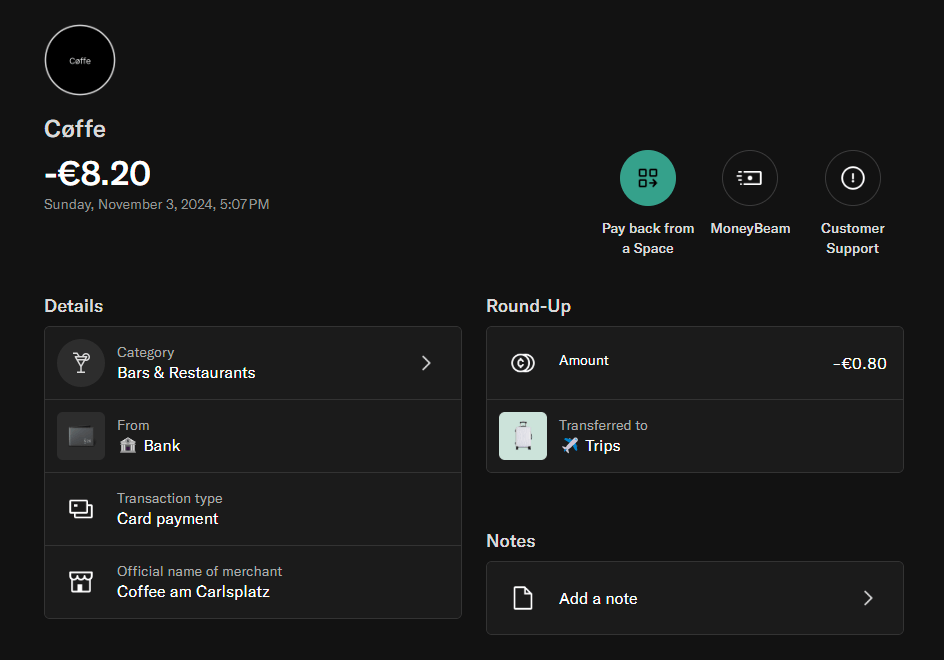 Cøffe
Cøffe
-€8.20
Sunday, November 3, 2024, 5:07 PM
Pay back from
a Space
MoneyBeam
Customer
Support
Details
Category
Bars & Restaurants
From
🏦 Bank
Transaction type
Card payment
Official name of merchant
Coffee am Carlsplatz
Round-Up
Amount
-€0.80
Transferred to
✈️ Trips
Notes
Add a note